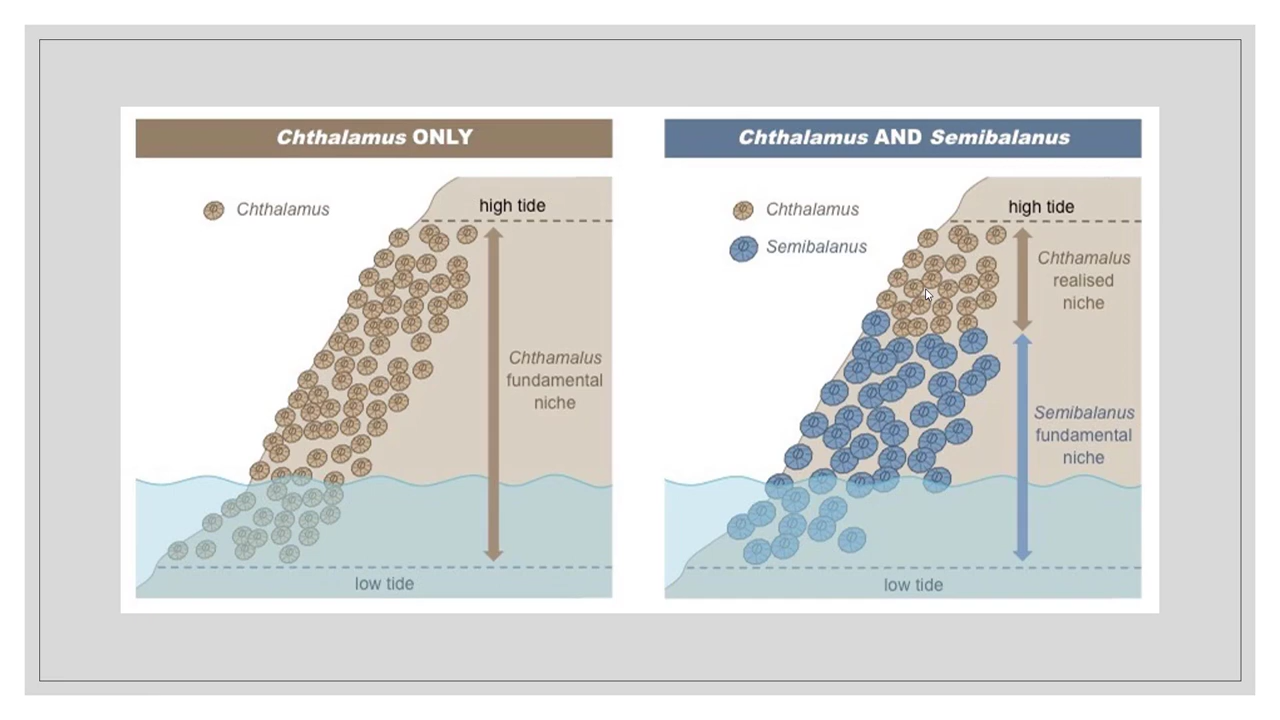 Chthalamus ONLY
Chthalamus
high tide
Chthamalus
fundamental
niche
low tide
Chthalamus AND Semibalanus
Chthalamus
Semibalanus
high tide
Chthamalus
realised
niche
Semibalanus
fundamental
niche
low tide